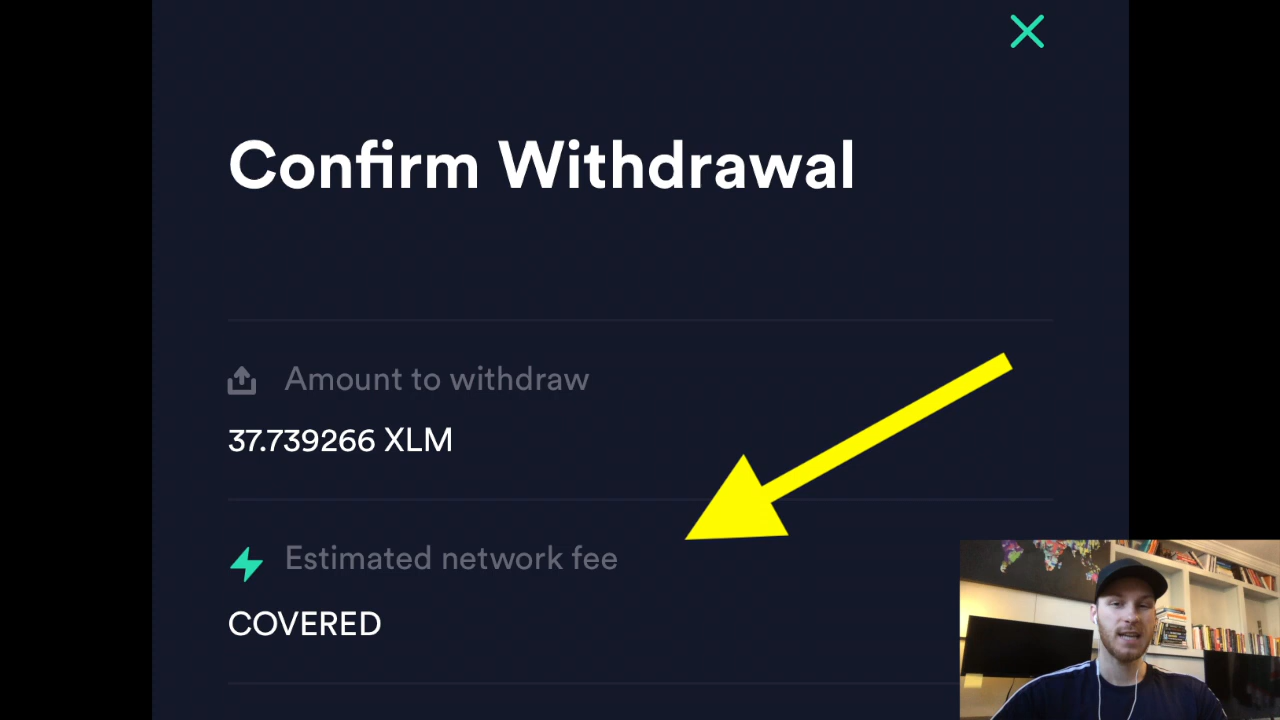 Confirm Withdrawal
Amount to withdraw
37.739266 XLM
Estimated network fee
COVERED